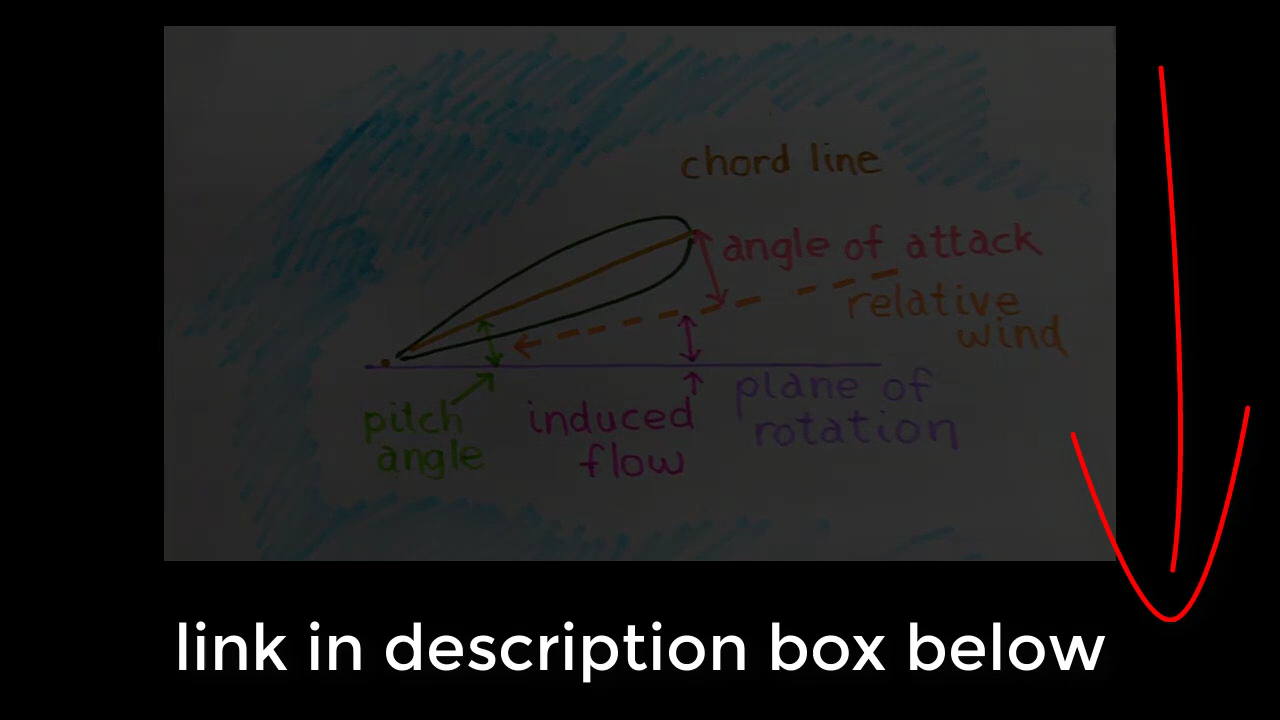 chord line
angle of attack
relative
wind
plane of
rotation
pitch
angle
induced
flow
link in description box below